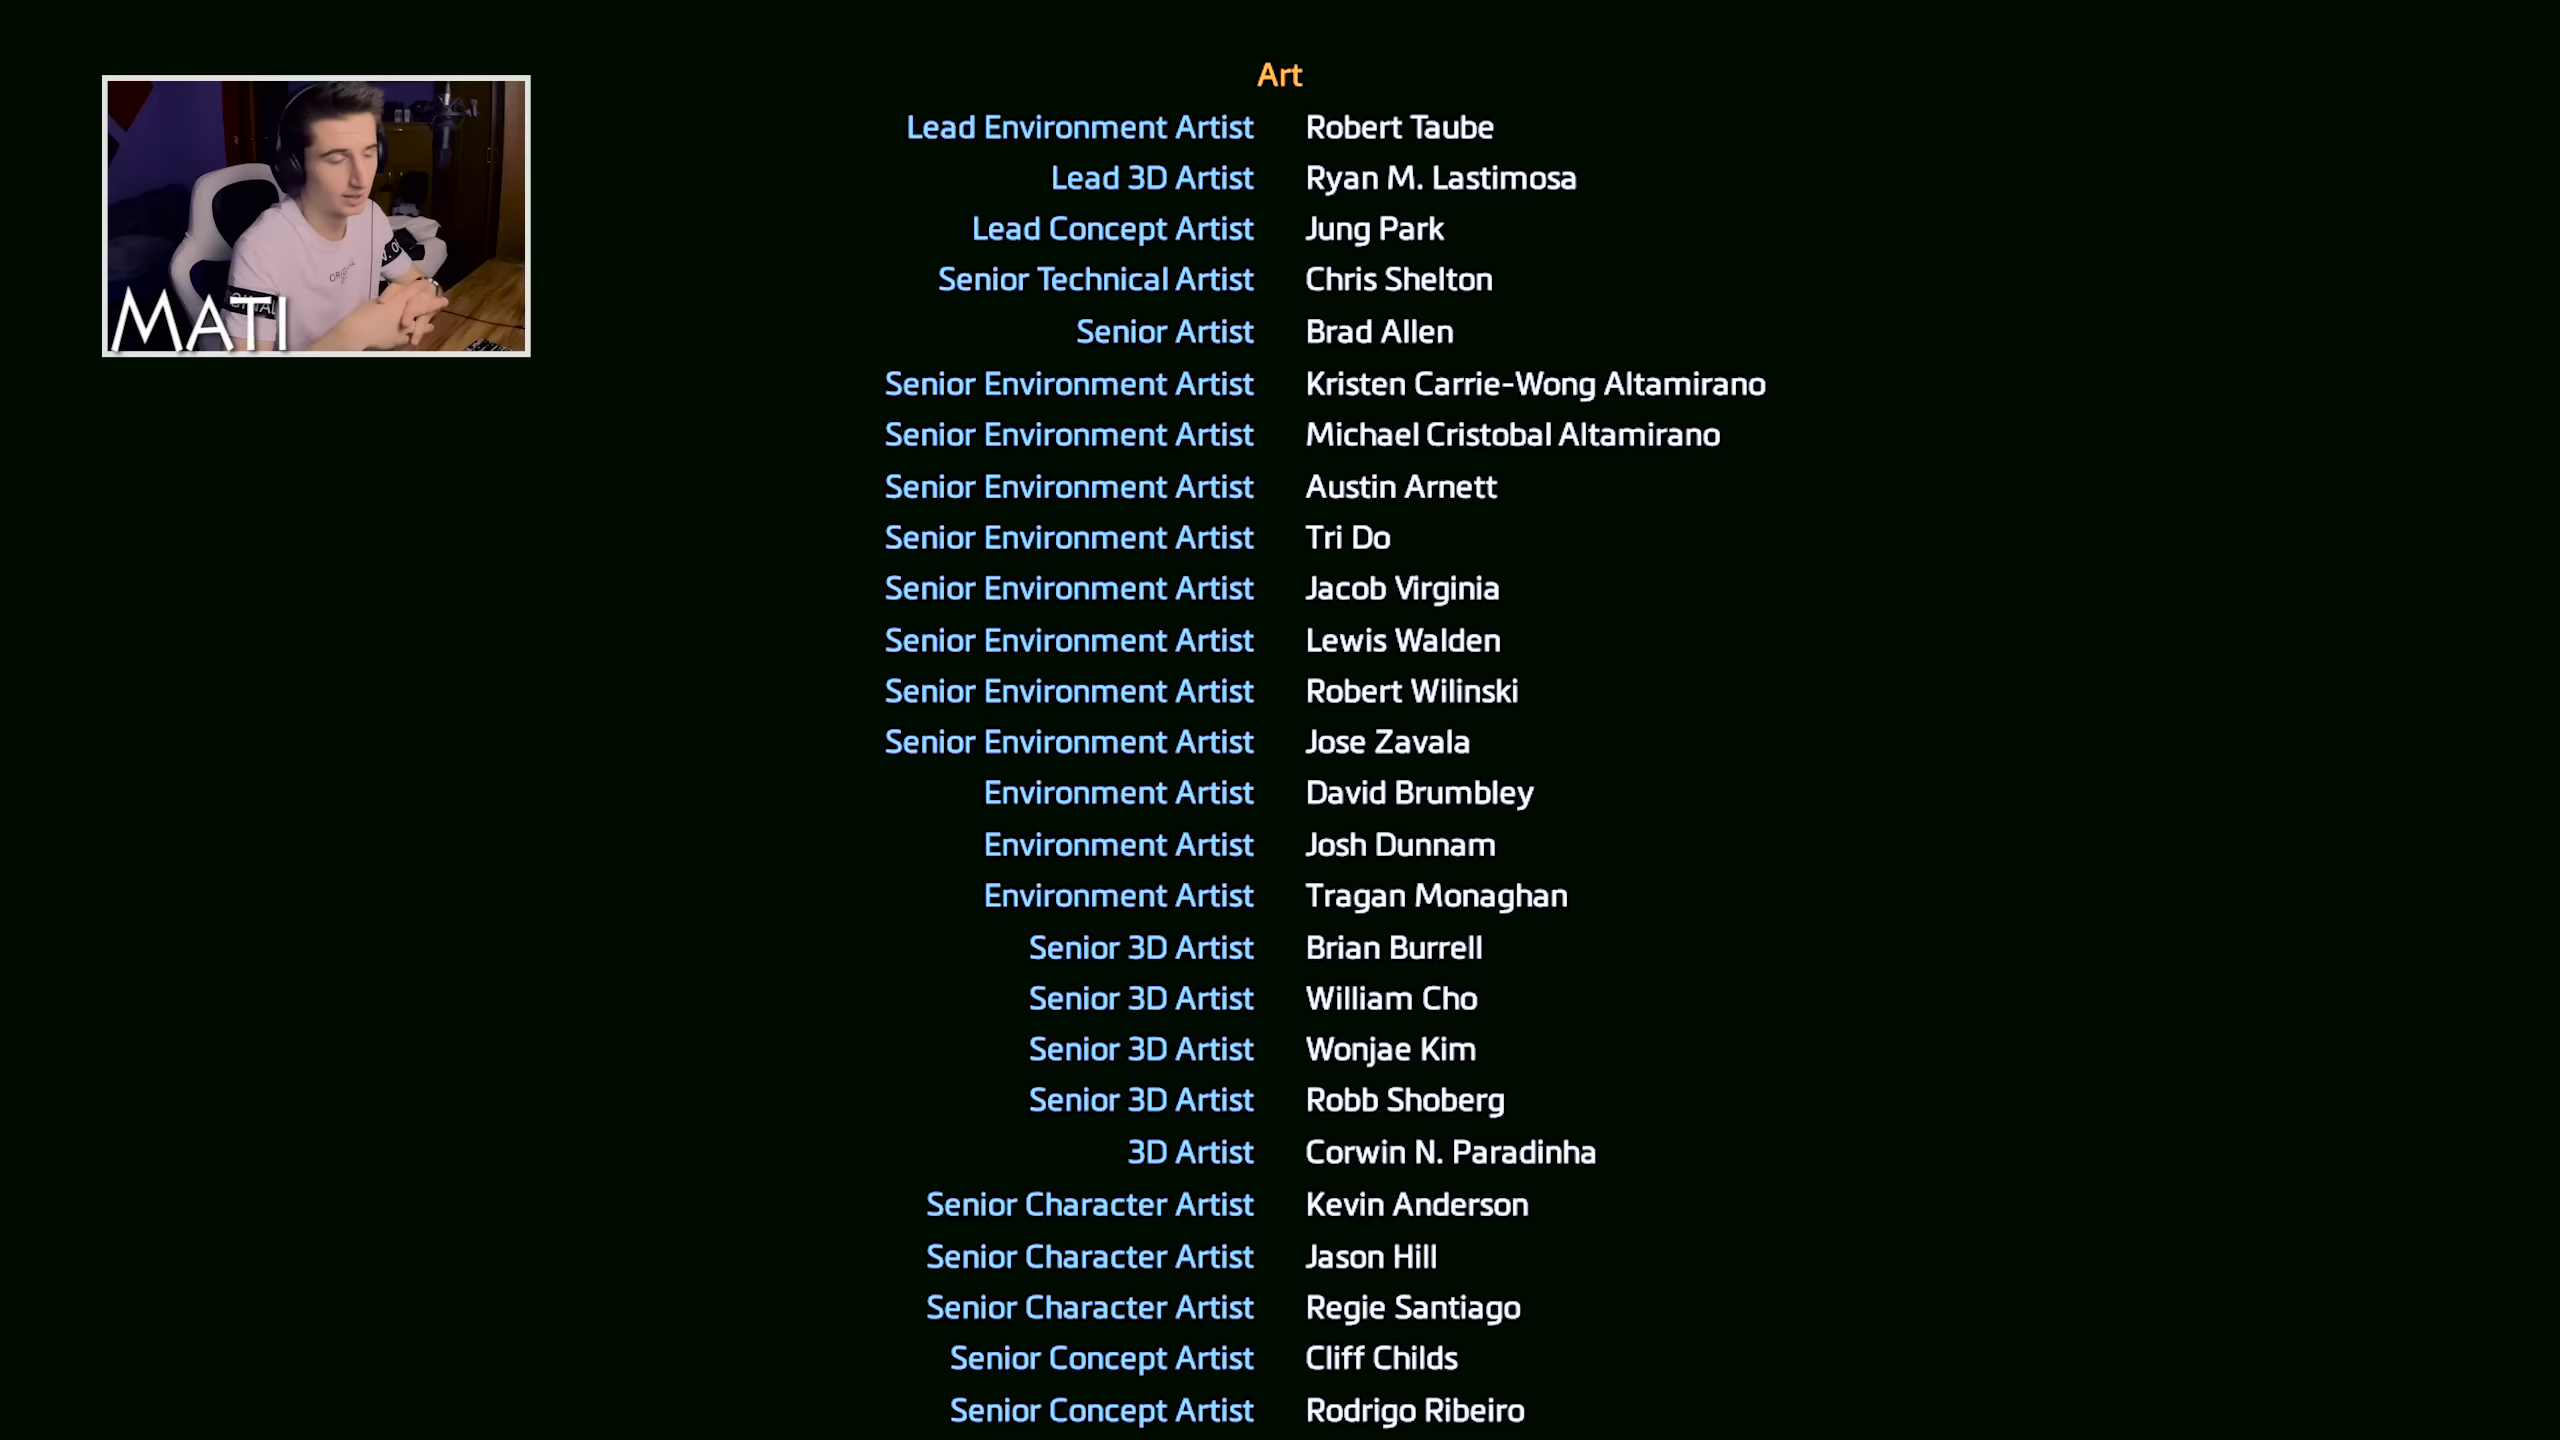 Art
Lead Environment Artist Robert Taube
Lead 3D Artist Ryan M. Lastimosa
Lead Concept Artist Jung Park
Senior Technical Artist Chris Shelton
Senior Artist Brad Allen
Senior Environment Artist Kristen Carrie-Wong Altamirano
Senior Environment Artist Michael Cristobal Altamirano
Senior Environment Artist Austin Arnett
Senior Environment Artist Tri Do
Senior Environment Artist Jacob Virginia
Senior Environment Artist Lewis Walden
Senior Environment Artist Robert Wilinski
Senior Environment Artist Jose Zavala
Environment Artist David Brumbley
Environment Artist Josh Dunnam
Environment Artist Tragan Monaghan
Senior 3D Artist Brian Burrell
Senior 3D Artist William Cho
Senior 3D Artist Wonjae Kim
Senior 3D Artist Robb Shoberg
3D Artist Corwin N. Paradinha
Senior Character Artist Kevin Anderson
Senior Character Artist Jason Hill
Senior Character Artist Regie Santiago
Senior Concept Artist Cliff Childs
Senior Concept Artist Rodrigo Ribeiro
MATI